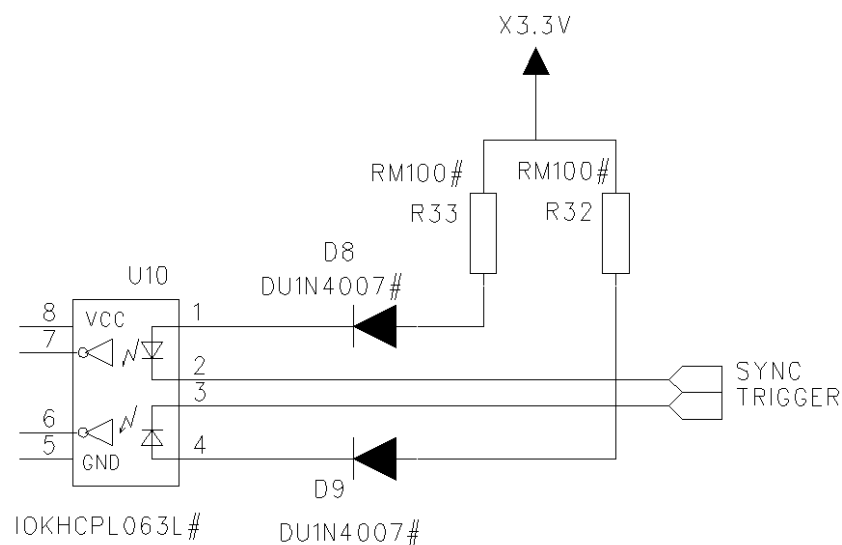 X3.3V
RM100#
RM100#
R33
R32
D8
DU1N4007#
U10
8
VCC
1
7
2
SYNC
3
TRIGGER
6
4
5
GND
D9
IOKHCPL063L#
DU1N4007#